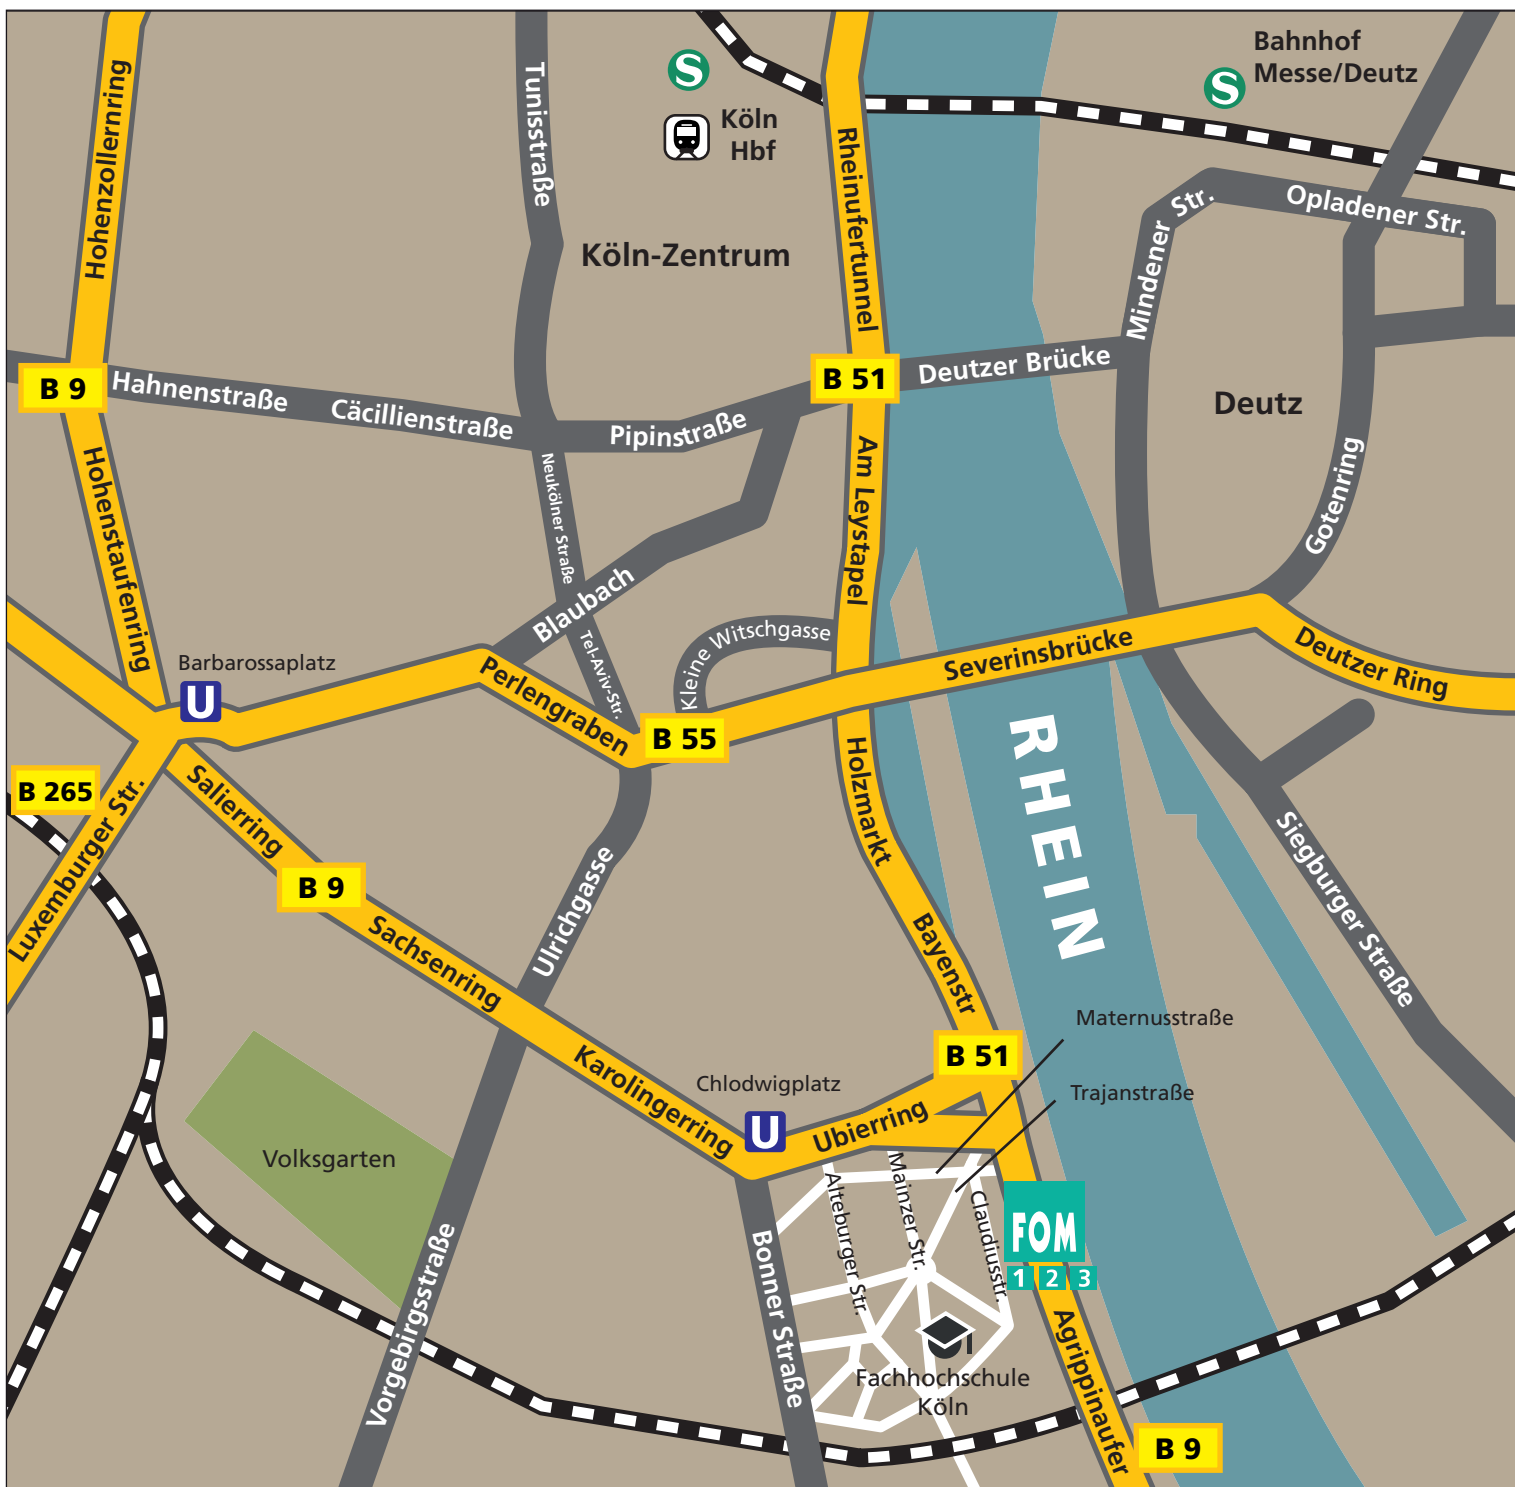 Bahnhof
Messe/Deutz
S
S
Köln
Hbf
Hohenzollernring
Tunisstraße
Rheinufertunnel
Mindener Str.
Opladener Str.
Köln-Zentrum
B 9
Hahnenstraße
Cäcillienstraße
Pipinstraße
B 51
Deutzer Brücke
Deutz
Hohenstaufenring
Neukölner Straße
Am Leystapel
Gotenring
Blaubach
Tel-Aviv-Str.
Kleine Witschgasse
Severinsbrücke
Deutzer Ring
Barbarossaplatz
U
Perlengraben
B 55
B 265
Luxemburger Str.
Salierring
B 9
Holzmarkt
RHEIN
Siegburger Straße
Ulrichgasse
Sachsenring
Bayenstr
Maternusstraße
B 51
Karolingerring
Chlodwigplatz
U
Ubierring
Trajanstraße
Volksgarten
Alteburger Str.
Mainzer Str.
Claudiusstr.
FOM
1 2 3
Vorgebirgsstraße
Bonner Straße
Fachhochschule
Köln
Agrippinaufer
B 9